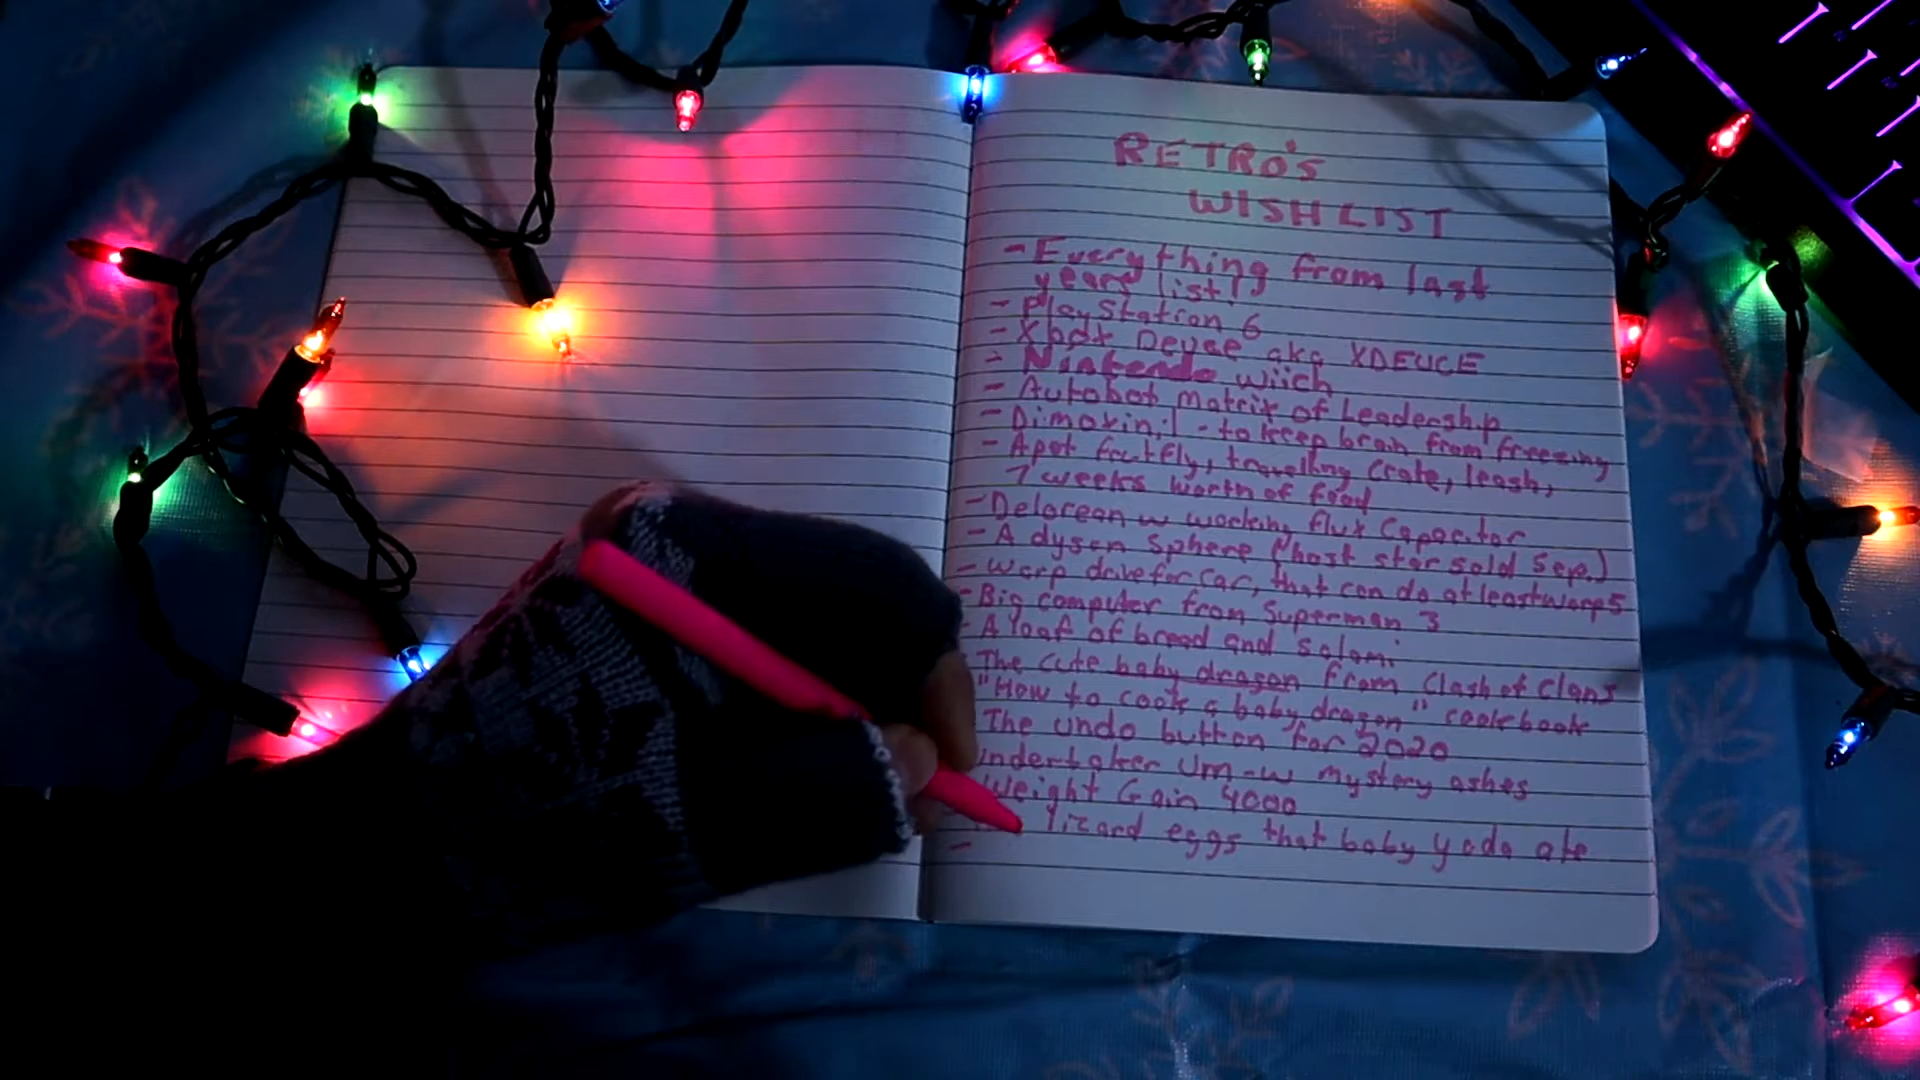 RETRO'S
WISHLIST
- Everything from last
years list!
- PlayStation 6
- Xbox Deuce aka XDEUCE
- Nintendo wiich
- Autobot Matrix of Leadership
- Dimoxinil - to keep brain from freezing
- A pet fruitfly, travelling crate, leash,
7 weeks worth of food
- Delorean w working flux capacitor
- A dyson sphere (host star sold sep.)
- warp drive for car, that can do at least warp 5
- Big computer from Superman 3
- A loaf of bread and salami
The cute baby dragon from Clash of Clans
"How to cook a baby dragon" cookbook
The undo button for 2020
Undertaker Urn - w mystery ashes
Weight Gain 4000
lizard eggs that baby yoda ate
-